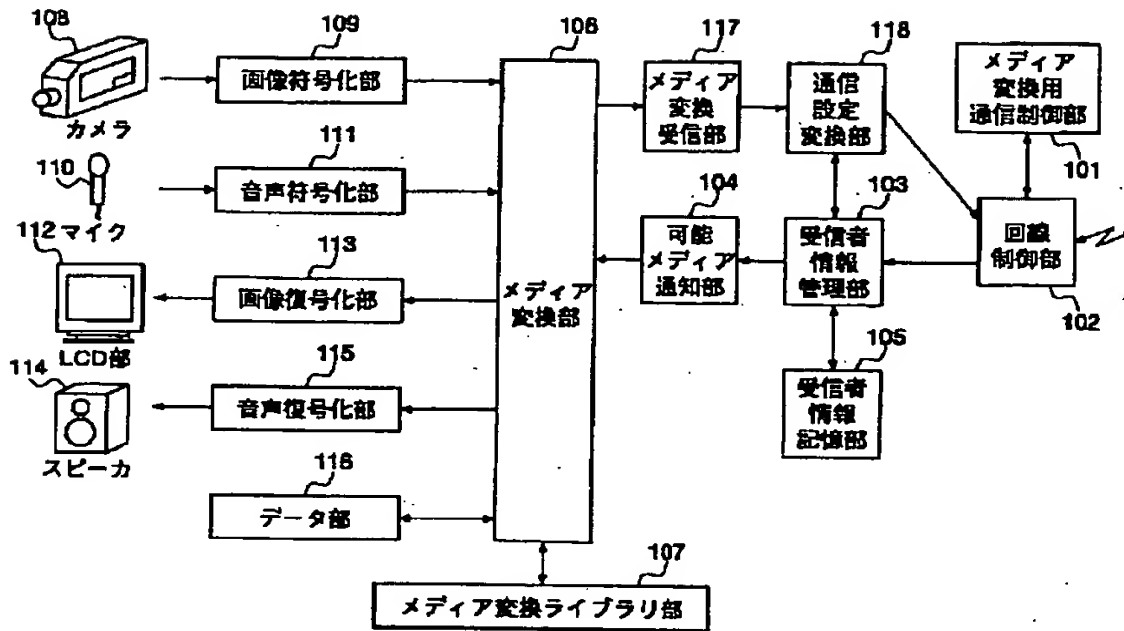 108
カメラ
109
画像符号化部
110
マイク
111
音声符号化部
112
LCD部
113
画像復号化部
114
スピーカ
115
音声復号化部
116
データ部
106
メディア
変換部
107
メディア変換ライブラリ部
117
メディア
変換
受信部
104
可能
メディア
通知部
118
通信
設定
変換部
103
受信者
情報
管理部
105
受信者
情報
記憶部
メディア
変換用
通信制御部
101
回線
制御部
102